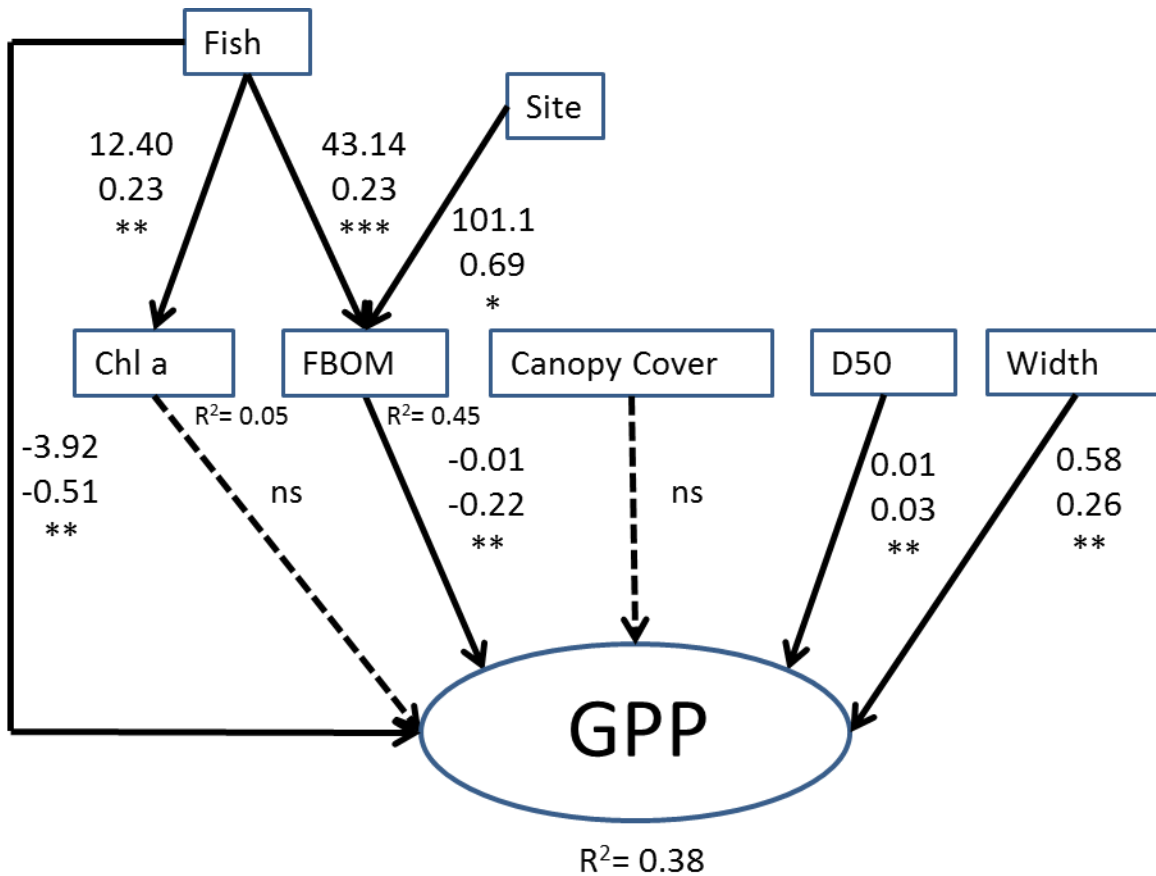 Fish
Site
12.40
0.23
**
43.14
0.23
***
101.1
0.69
*
Chl a
FBOM
Canopy Cover
D50
Width
R²= 0.05
R²= 0.45
-3.92
-0.51
**
ns
-0.01
-0.22
**
ns
0.01
0.03
**
0.58
0.26
**
GPP
R²= 0.38